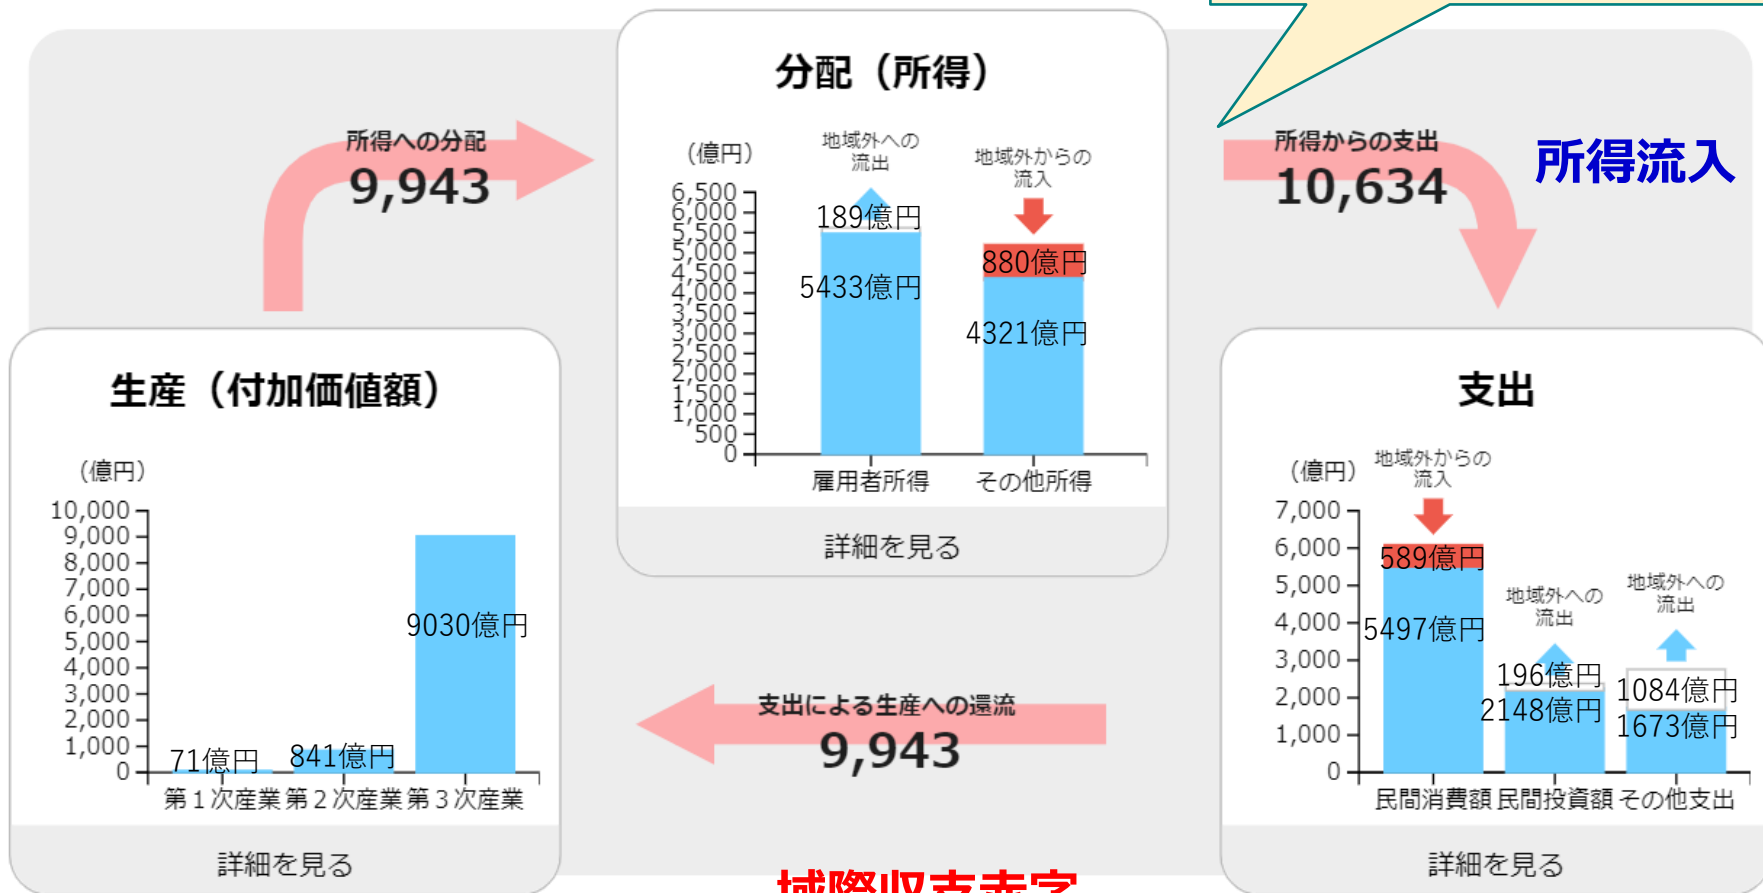 分配（所得）
（億円）
地域外への
流出
地域外からの
流入
6,500
6,000
5,500
5,000
4,500
4,000
3,500
3,000
2,500
2,000
1,500
1,000
500
0
189億円
5433億円
880億円
4321億円
雇用者所得
その他所得
詳細を見る
所得への分配
9,943
所得からの支出
10,634
所得流入
生産（付加価値額）
（億円）
10,000
9,000
8,000
7,000
6,000
5,000
4,000
3,000
2,000
1,000
0
71億円
841億円
9030億円
第１次産業
第２次産業
第３次産業
詳細を見る
支出による生産への還流
9,943
支出
（億円）
地域外からの
流入
地域外への
流出
地域外への
流出
7,000
6,000
5,000
4,000
3,000
2,000
1,000
0
589億円
5497億円
196億円
2148億円
1084億円
1673億円
民間消費額
民間投資額
その他支出
詳細を見る
域際収支赤字